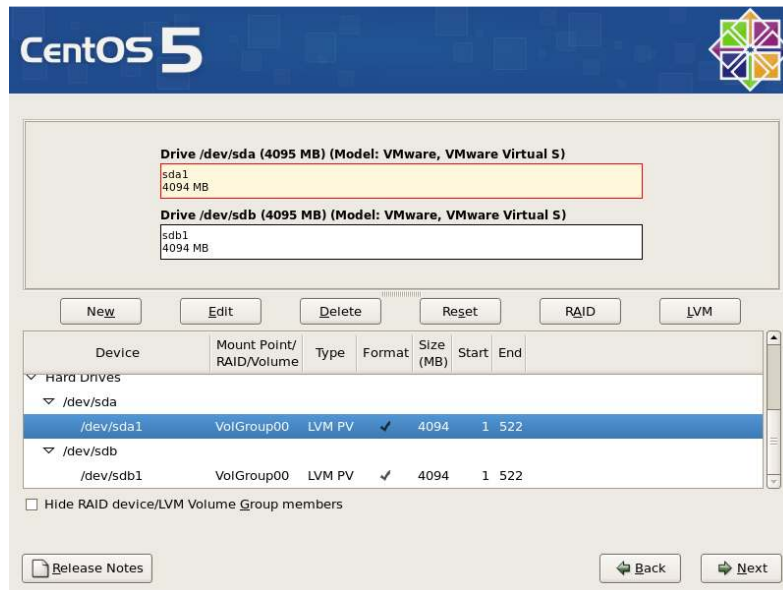 CentOS 5
Drive /dev/sda (4095 MB) (Model: VMware, VMware Virtual S)
sda1
4094 MB
Drive /dev/sdb (4095 MB) (Model: VMware, VMware Virtual S)
sdb1
4094 MB
New Edit Delete Reset RAID LVM
Device Mount Point/ RAID/Volume Type Format Size (MB) Start End
Hard Drives
/dev/sda
/dev/sda1 VolGroup00 LVM PV ✓ 4094 1 522
/dev/sdb
/dev/sdb1 VolGroup00 LVM PV ✓ 4094 1 522
Hide RAID device/LVM Volume Group members
Release Notes Back Next